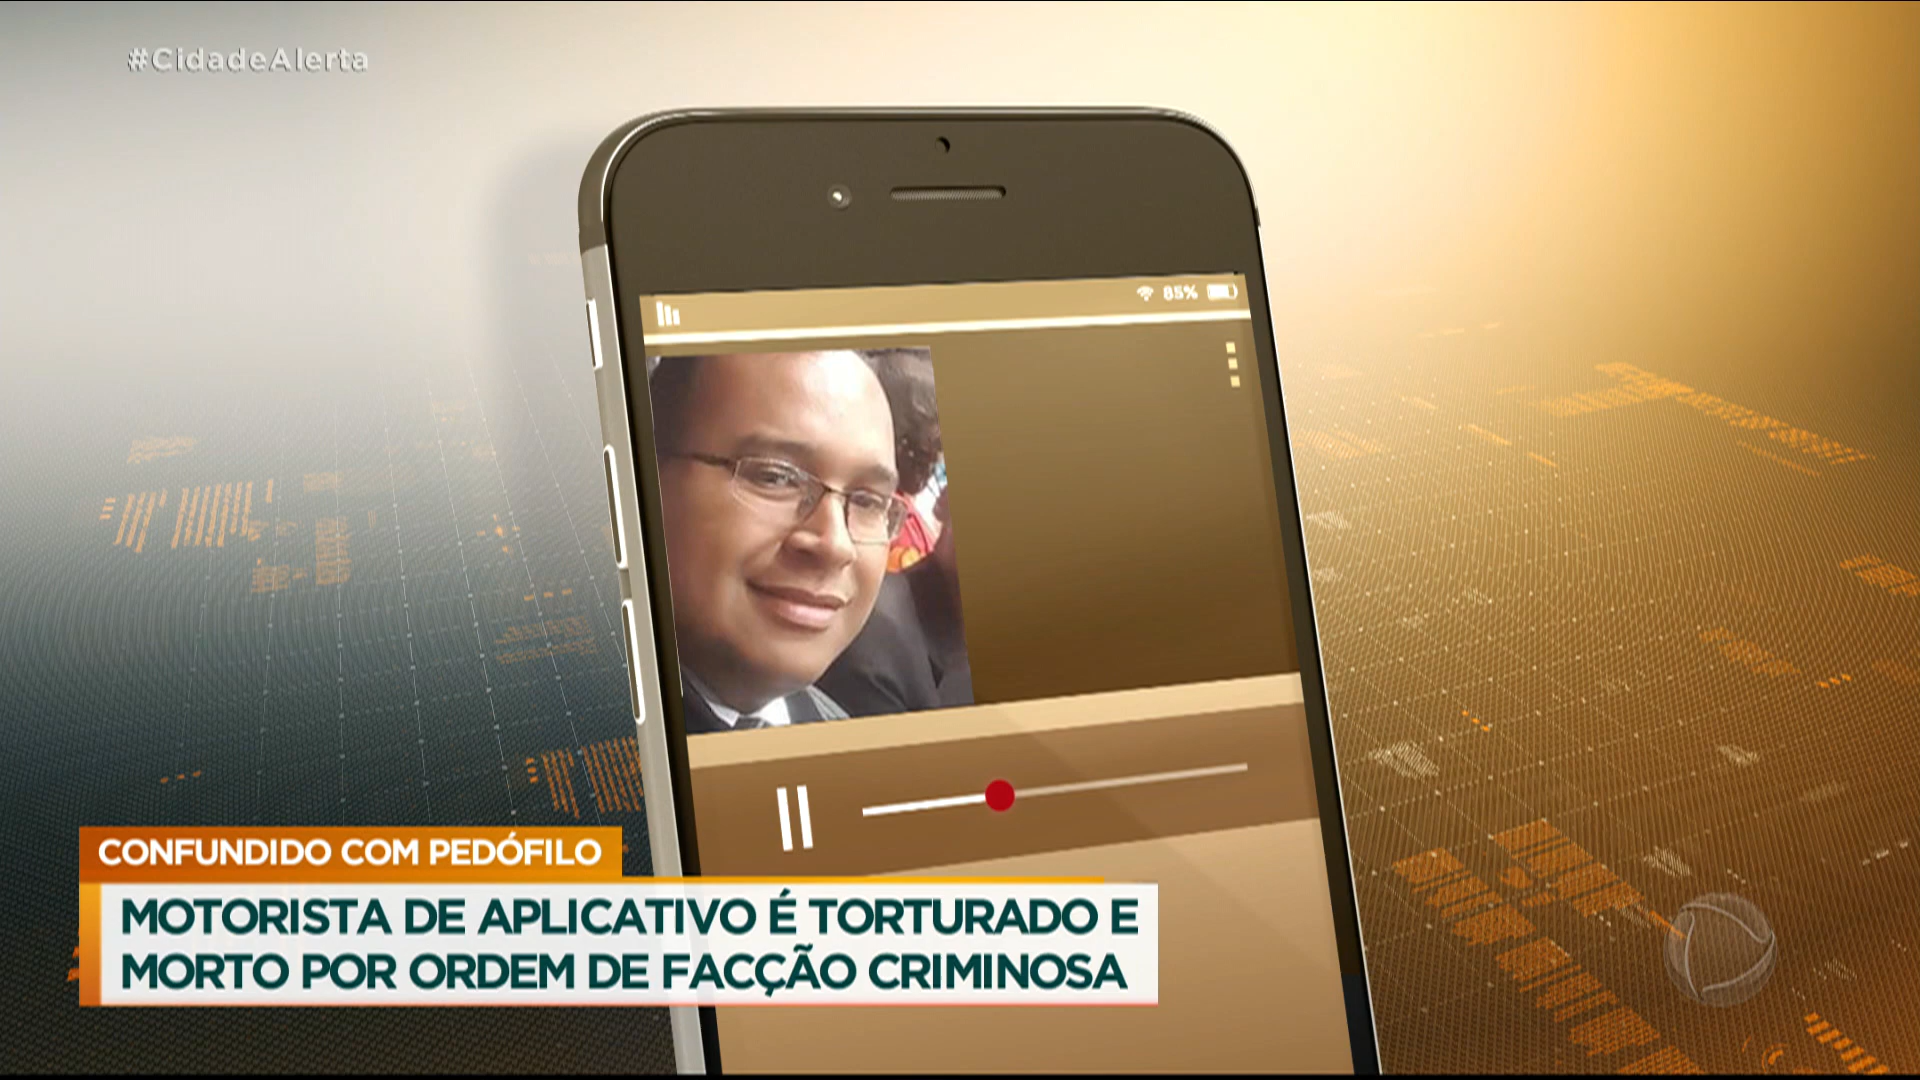 #CidadeAlerta
85%
CONFUNDIDO COM PEDÓFILO
MOTORISTA DE APLICATIVO É TORTURADO E
MORTO POR ORDEM DE FACÇÃO CRIMINOSA